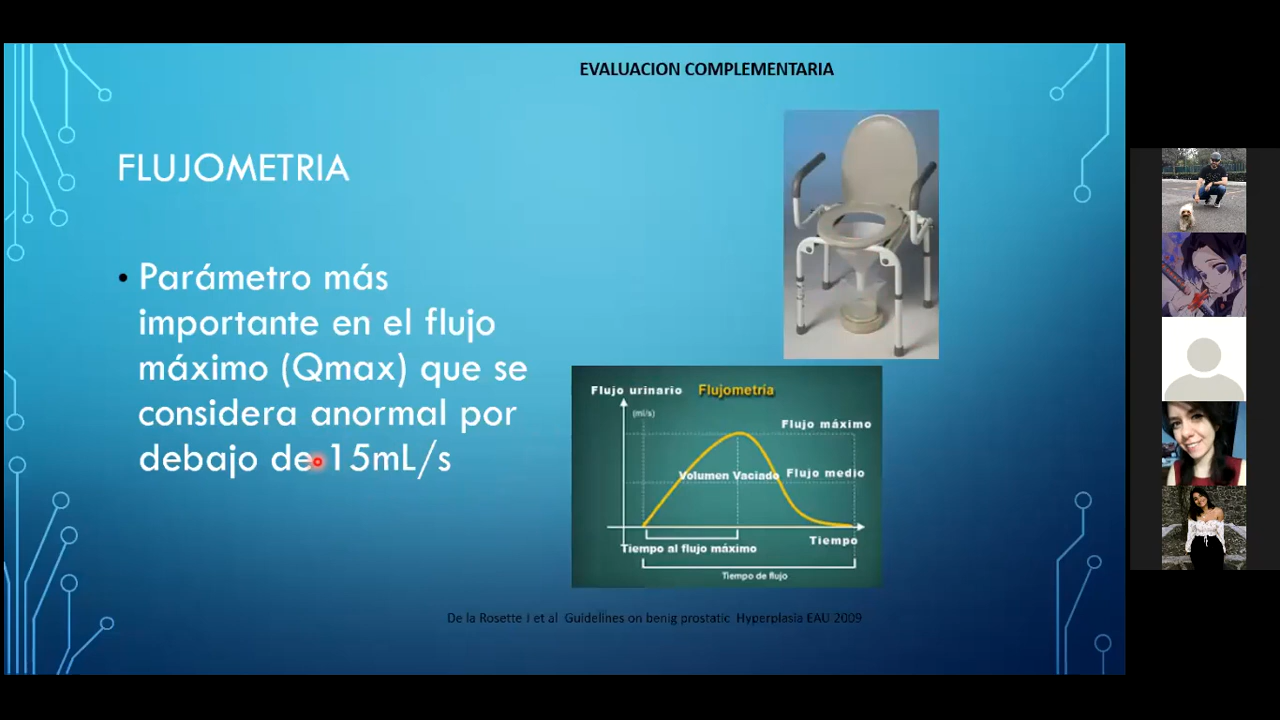 EVALUACION COMPLEMENTARIA
FLUJOMETRIA
• Parámetro más
importante en el flujo
máximo (Qmax) que se
considera anormal por
debajo de 15mL/s
Flujo urinario Flujometría
(ml/s)
Flujo máximo
Volumen Vaciado Flujo medio
Tiempo
Tiempo al flujo máximo
Tiempo de flujo
De la Rosette J et al Guidelines on benig prostatic Hyperplasia EAU 2009